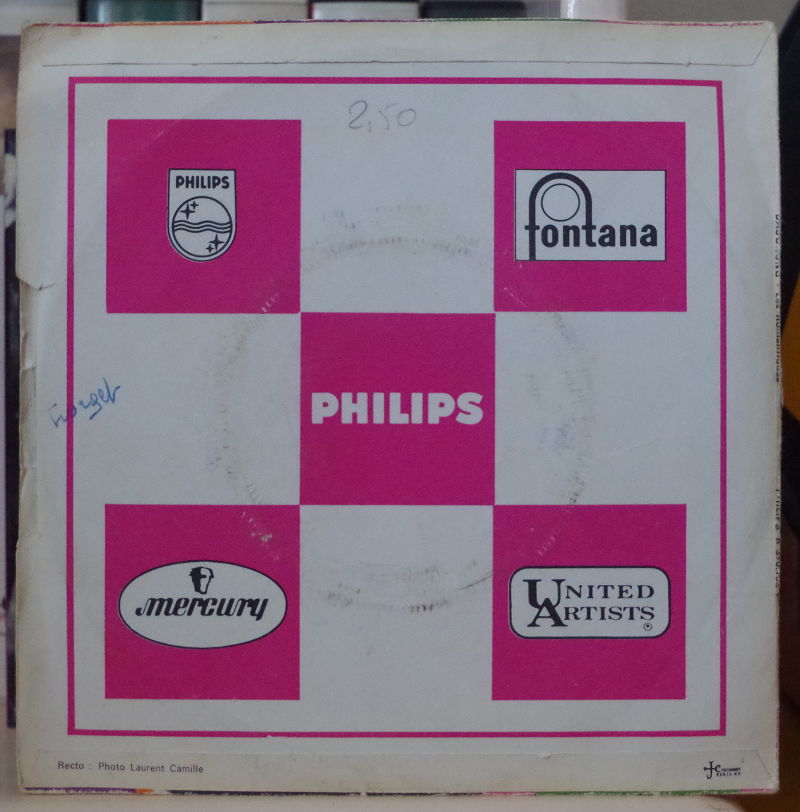 2,50
PHILIPS
fontana
PHILIPS
mercury
UNITED
ARTISTS
Recto : Photo Laurent Camille